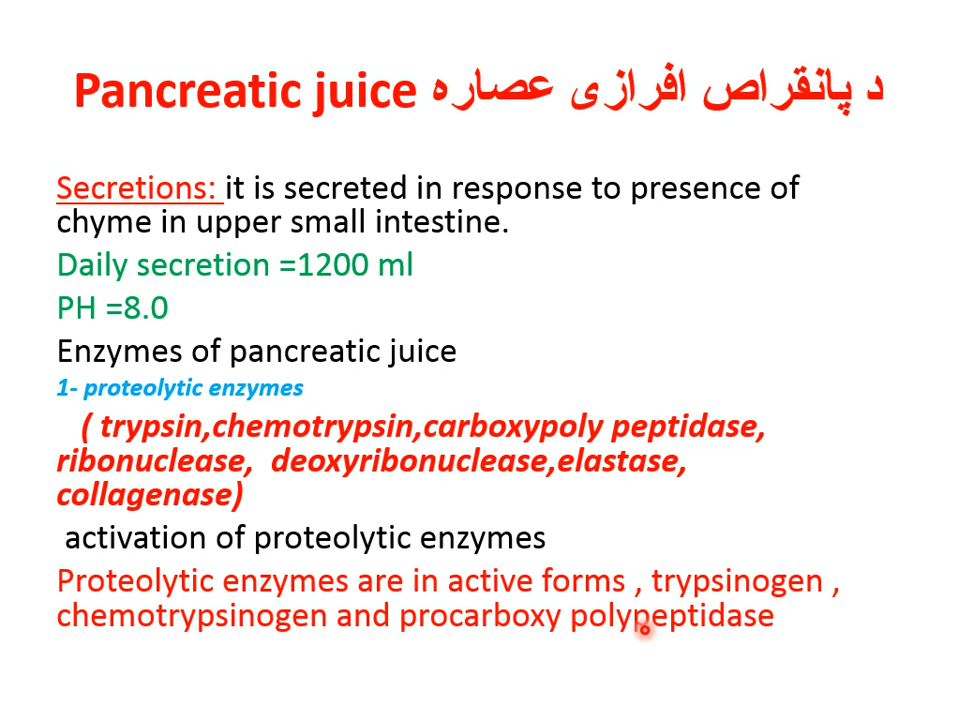 Pancreatic juice د پانقراص افرازی عصاره
Secretions: it is secreted in response to presence of
chyme in upper small intestine.
Daily secretion =1200 ml
PH =8.0
Enzymes of pancreatic juice
1- proteolytic enzymes
( trypsin,chemotrypsin,carboxypoly peptidase,
ribonuclease, deoxyribonuclease,elastase,
collagenase)
activation of proteolytic enzymes
Proteolytic enzymes are in active forms , trypsinogen ,
chemotrypsinogen and procarboxy polypeptidase